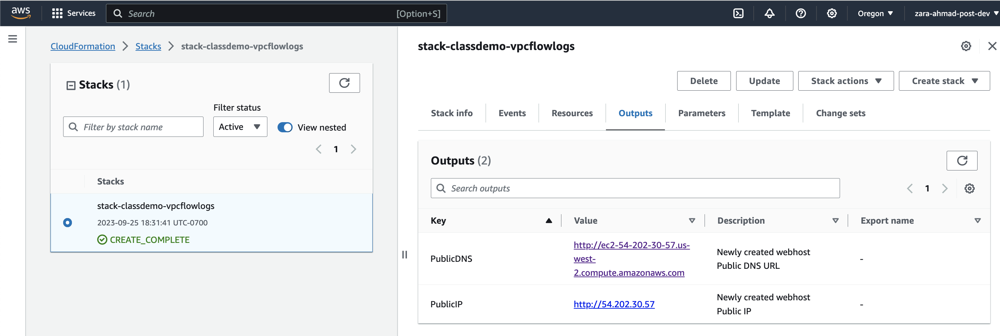 aws
Services
Search
[Option+S]
Oregon
zara-ahmad-post-dev
CloudFormation
Stacks
stack-classdemo-vpcflowlogs
Stacks (1)
Filter status
Filter by stack name
Active
View nested
1
Stacks
stack-classdemo-vpcflowlogs
2023-09-25 18:31:41 UTC-0700
CREATE_COMPLETE
stack-classdemo-vpcflowlogs
Delete
Update
Stack actions
Create stack
Stack info
Events
Resources
Outputs
Parameters
Template
Change sets
Outputs (2)
Search outputs
1
Key
Value
Description
Export name
PublicDNS
http://ec2-54-202-30-57.us-
west-
2.compute.amazonaws.com
Newly created webhost
Public DNS URL
-
PublicIP
http://54.202.30.57
Newly created webhost
Public IP
-